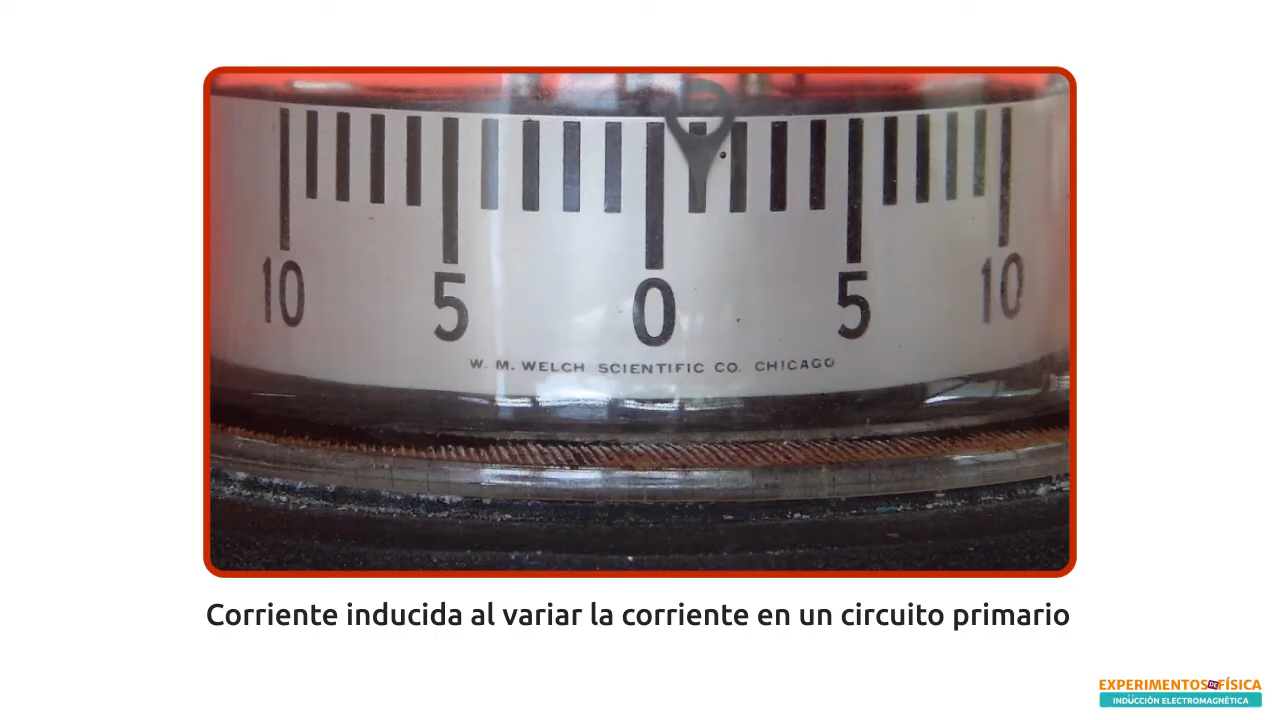 10 5 0 5 10
W. M. WELCH SCIENTIFIC CO. CHICAGO
Corriente inducida al variar la corriente en un circuito primario
EXPERIMENTOS DE FÍSICA
INDUCCIÓN ELECTROMAGNÉTICA